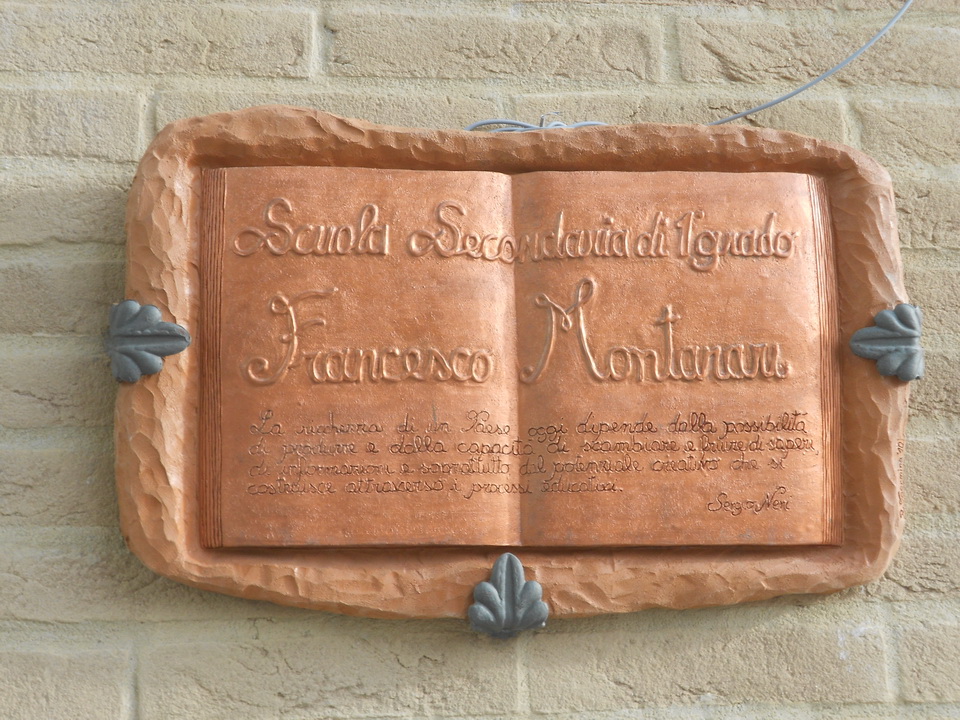 Scuola Secondaria di 1°grado
Francesco Montanari
La ricchezza di un Paese oggi dipende dalla possibilità
di produrre e dalla capacità di scambiare e fruire di saperi,
di informazioni e soprattutto dal potenziale creativo che si
costruisce attraverso i processi educativi.
Sergio Neri